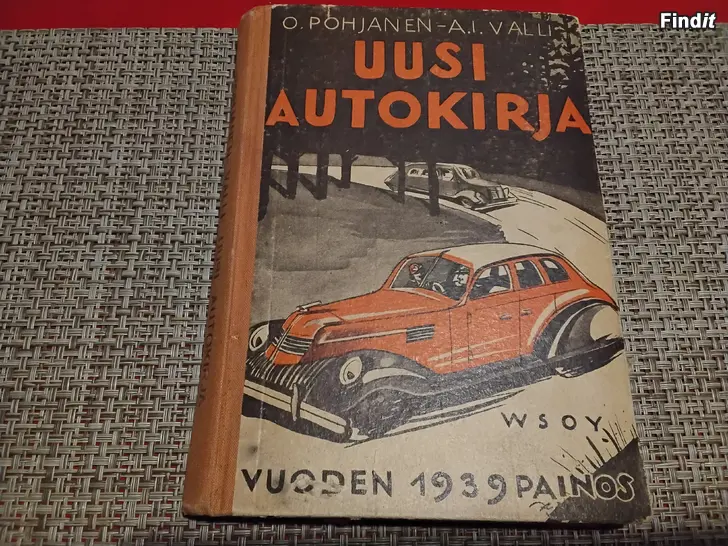 Findit
O. POHJANEN-A.I. VALLI
UUSI
AUTOKIRJA
WSOY
VUODEN 1939 PAINOS